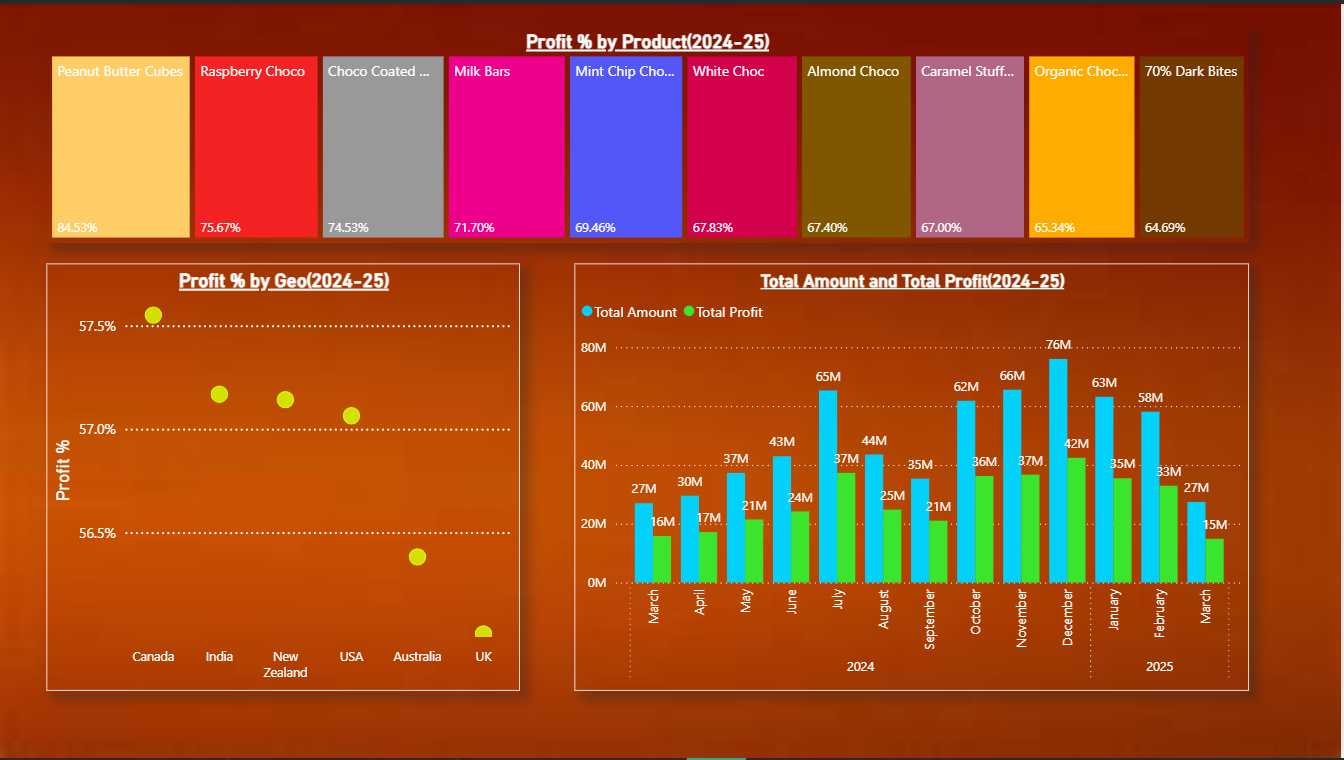 Profit % by Product(2024-25)
Peanut Butter Cubes
Raspberry Choco
Choco Coated ...
Milk Bars
Mint Chip Cho...
White Choc
Almond Choco
Caramel Stuff...
Organic Choc...
70% Dark Bites
84.53%
75.67%
74.53%
71.70%
69.46%
67.83%
67.40%
67.00%
65.34%
64.69%
Profit % by Geo(2024-25)
Profit %
57.5%
57.0%
56.5%
Canada
India
New
Zealand
USA
Australia
UK
Total Amount and Total Profit(2024-25)
Total Amount
Total Profit
80M
60M
40M
20M
0M
27M
16M
30M
17M
37M
21M
43M
24M
65M
37M
44M
25M
35M
21M
62M
36M
66M
37M
76M
42M
63M
35M
58M
33M
27M
15M
March
April
May
June
July
August
September
October
November
December
January
February
March
2024
2025